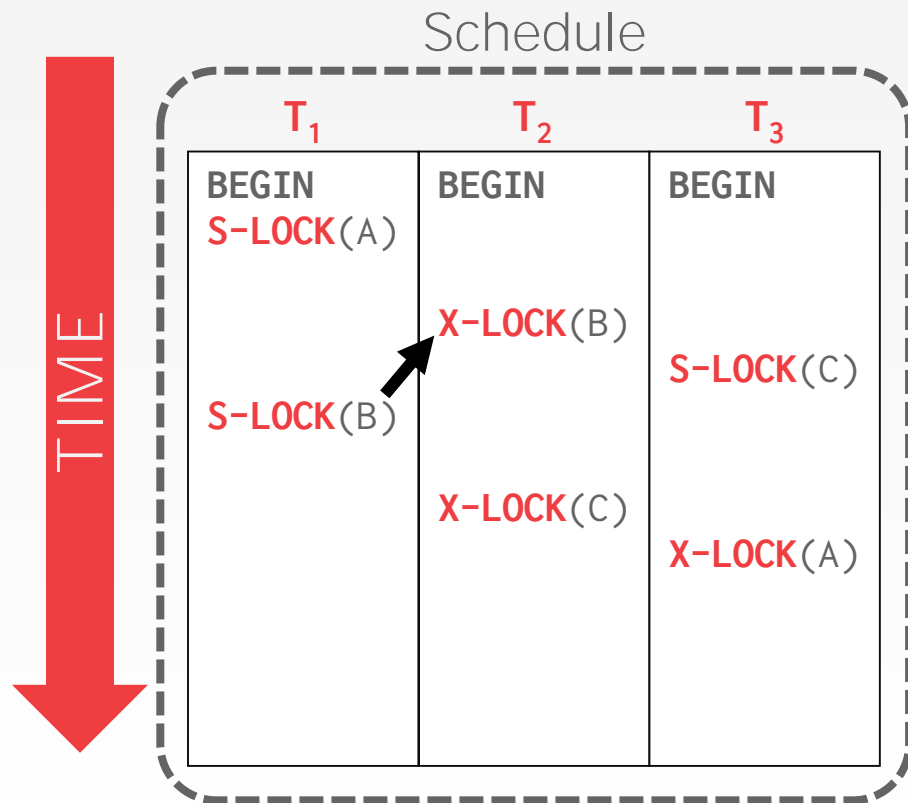 Schedule
TIME
T1 T2 T3
BEGIN BEGIN BEGIN
S-LOCK(A)
X-LOCK(B)
S-LOCK(C)
S-LOCK(B)
X-LOCK(C)
X-LOCK(A)